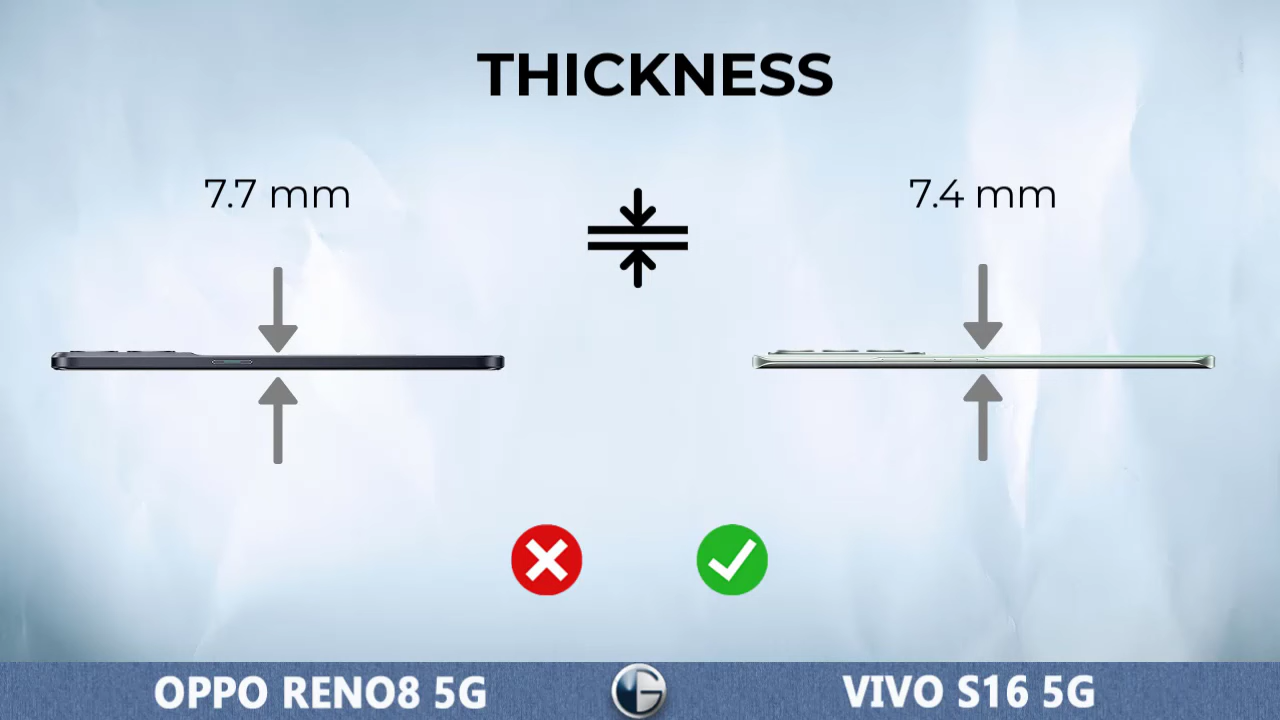 THICKNESS
7.7 mm
7.4 mm
OPPO RENO8 5G
VIVO S16 5G